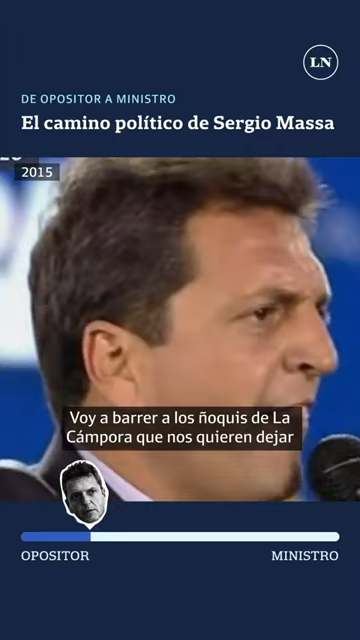 LN
DE OPOSITOR A MINISTRO
El camino político de Sergio Massa
2015
Voy a barrer a los ñoquis de La
Cámpora que nos quieren dejar
OPOSITOR
MINISTRO